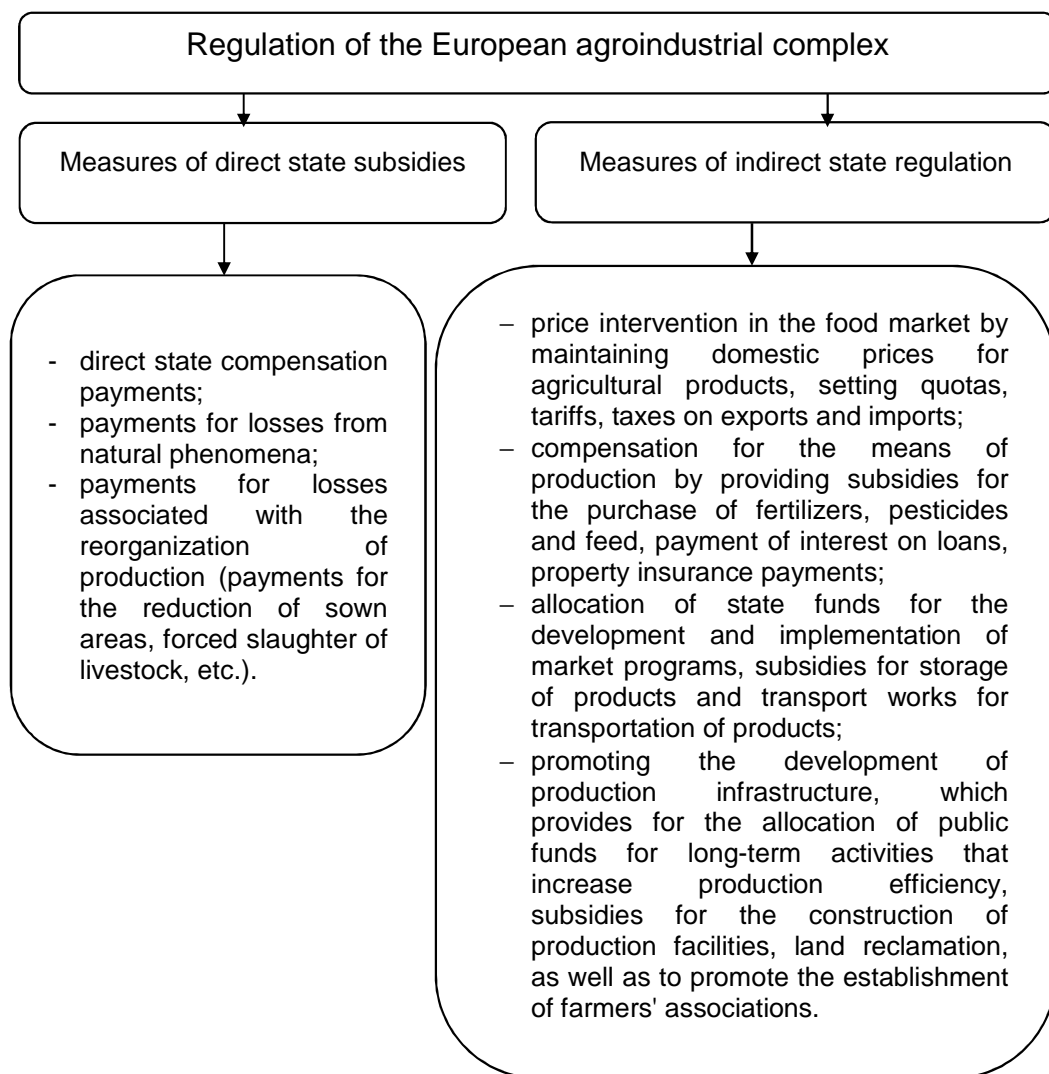 Regulation of the European agroindustrial complex
Measures of direct state subsidies
Measures of indirect state regulation
- direct state compensation
payments;
- payments for losses from
natural phenomena;
- payments for losses
associated with the
reorganization of
production (payments for
the reduction of sown
areas, forced slaughter of
livestock, etc.).
– price intervention in the food market by
maintaining domestic prices for
agricultural products, setting quotas,
tariffs, taxes on exports and imports;
– compensation for the means of
production by providing subsidies for
the purchase of fertilizers, pesticides
and feed, payment of interest on loans,
property insurance payments;
– allocation of state funds for the
development and implementation of
market programs, subsidies for storage
of products and transport works for
transportation of products;
– promoting the development of
production infrastructure, which
provides for the allocation of public
funds for long-term activities that
increase production efficiency,
subsidies for the construction of
production facilities, land reclamation,
as well as to promote the establishment
of farmers' associations.